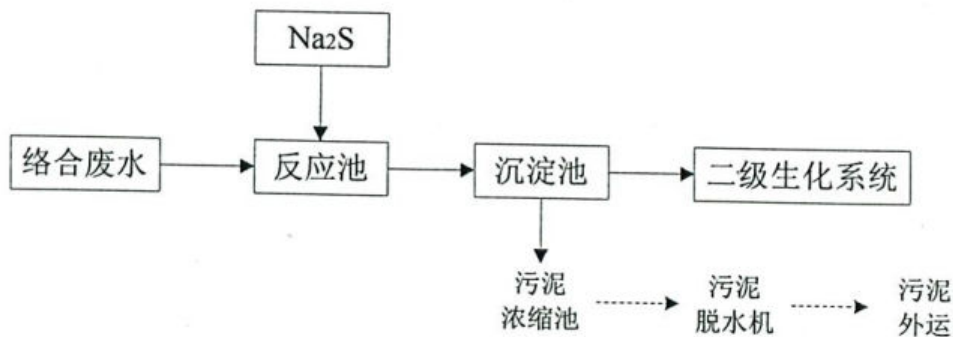 Na₂S
络合废水
反应池
沉淀池
二级生化系统
污泥
浓缩池
污泥
脱水机
污泥
外运